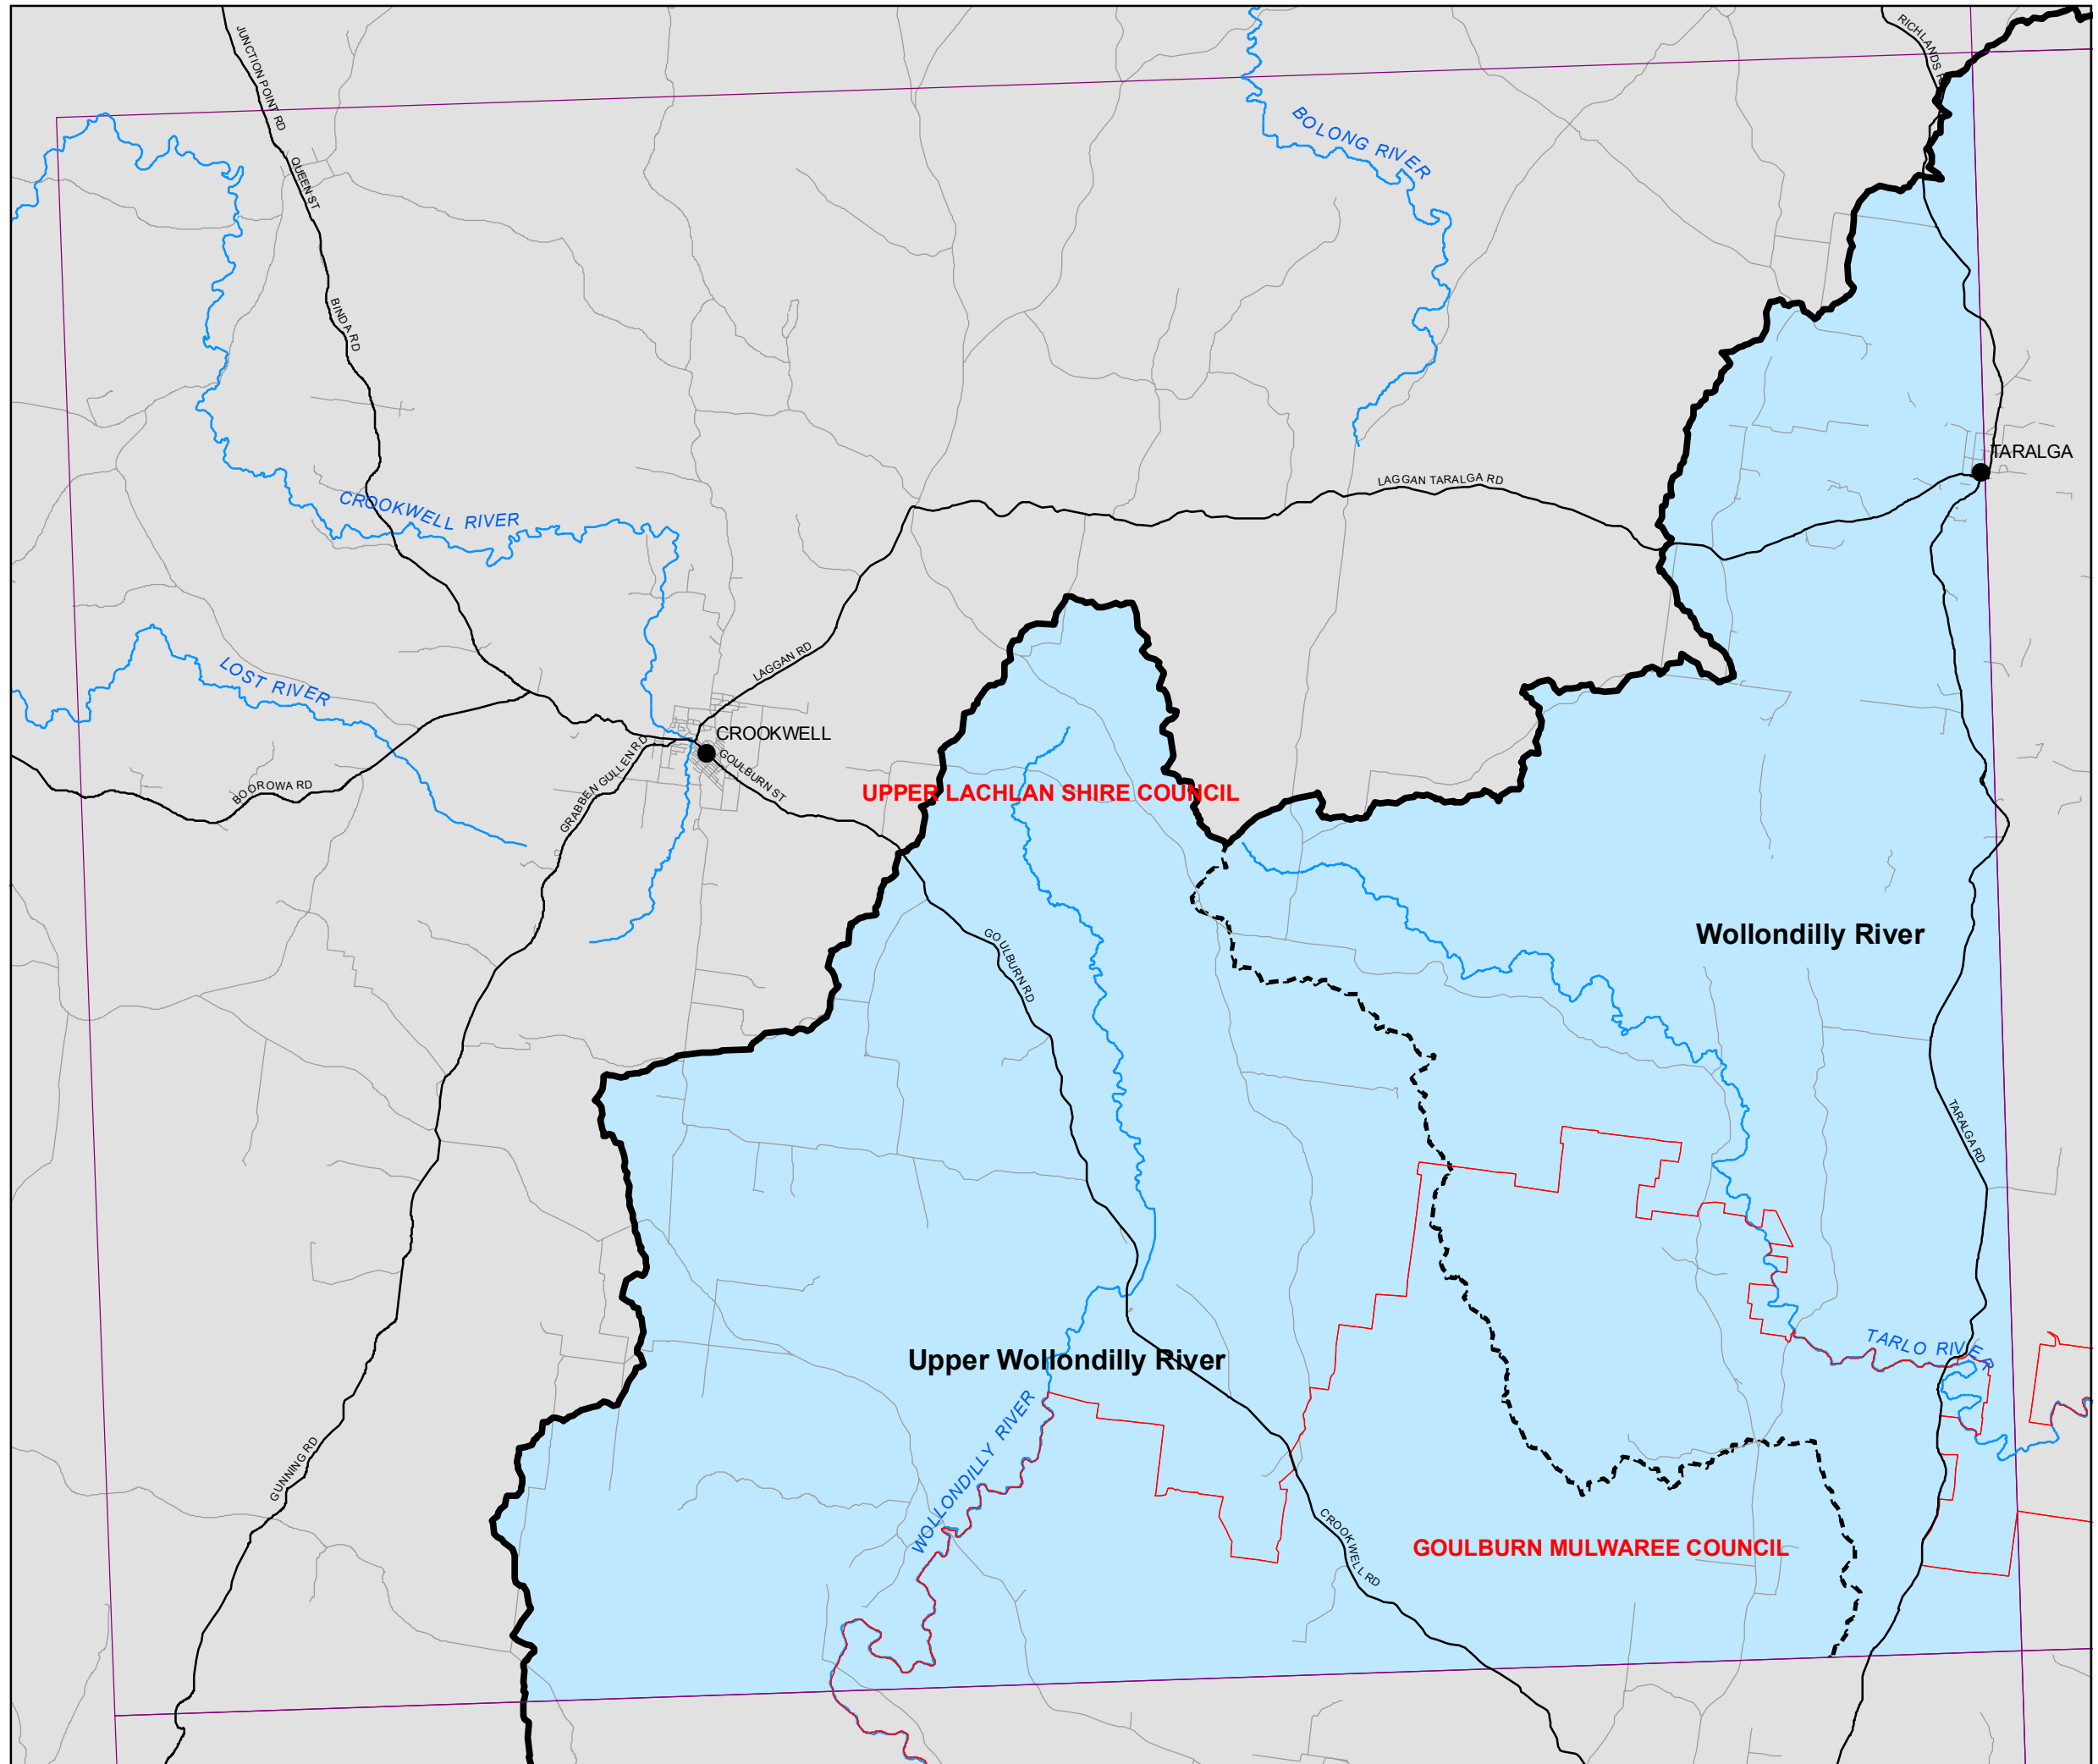 JUNCTION POINT RD
RICHLANDS RD
BOLONG RIVER
QUEEN ST
BINDA RD
TARALGA
LAGGAN TARALGA RD
CROOKWELL RIVER
LAGGAN RD
LOST RIVER
CROOKWELL
GOULBURN ST
GRABBEN GULLEN RD
BOOROWA RD
UPPER LACHLAN SHIRE COUNCIL
Wollondilly River
GOULBURN RD
TARALGA RD
TARLO RIVER
Upper Wollondilly River
WOLLONDILLY RIVER
GUNNING RD
CROOKWELL RD
GOULBURN MULWAREE COUNCIL